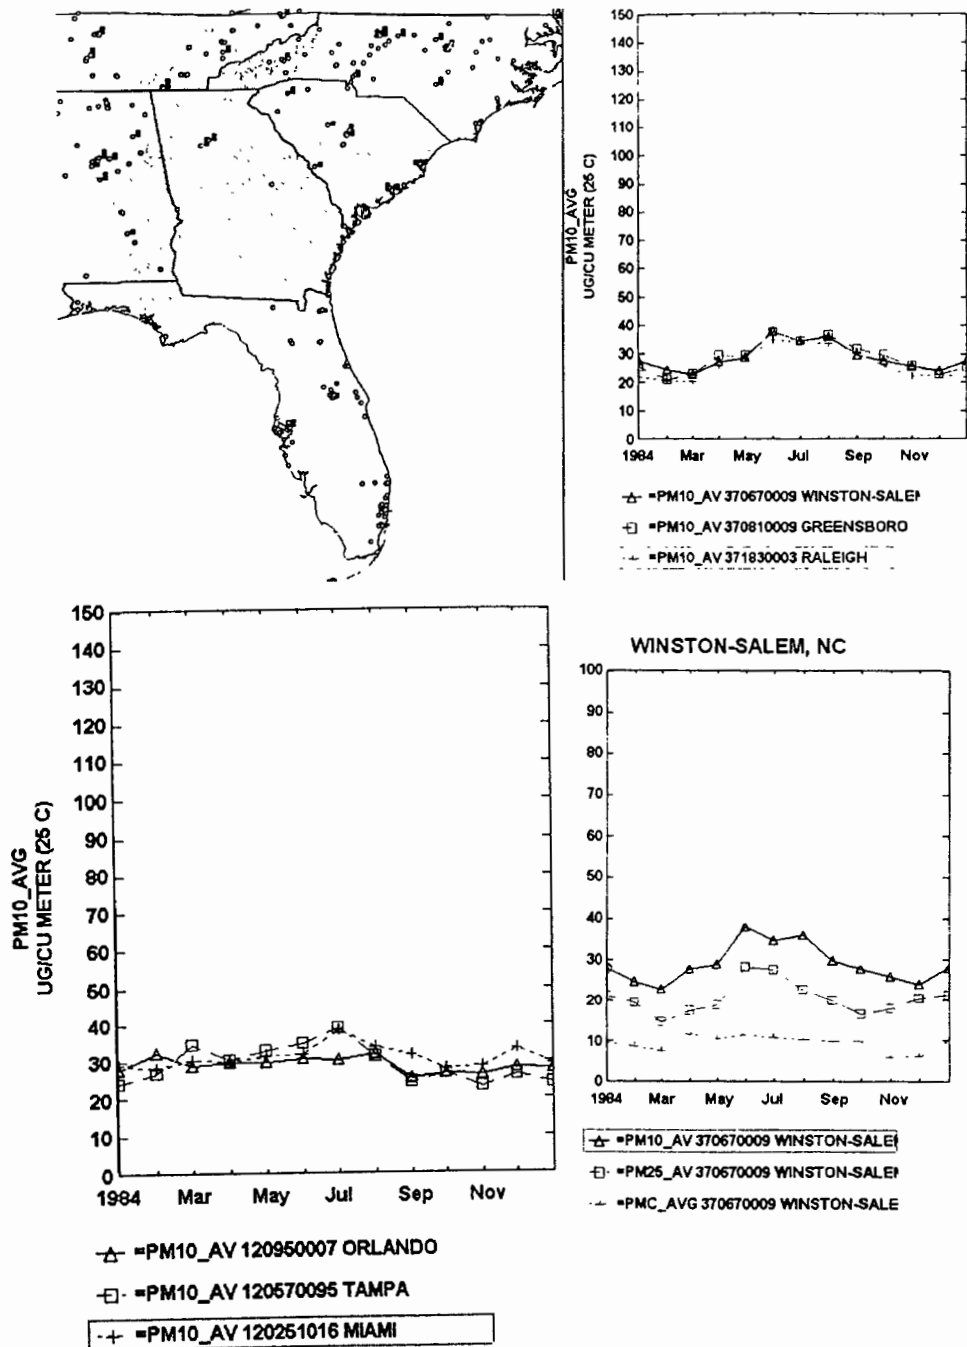 150
140
130
120
110
100
90
80
70
60
50
40
30
20
10
0
PM10_AVG
UG/CU METER (25 C)
1984 Mar May Jul Sep Nov
=PM10_AV 370670009 WINSTON-SALEM
=PM10_AV 370810009 GREENSBORO
=PM10_AV 371830003 RALEIGH
150
140
130
120
110
100
90
80
70
60
50
40
30
20
10
0
PM10_AVG
UG/CU METER (25 C)
1984 Mar May Jul Sep Nov
=PM10_AV 120950007 ORLANDO
=PM10_AV 120570095 TAMPA
=PM10_AV 120251016 MIAMI
WINSTON-SALEM, NC
100
90
80
70
60
50
40
30
20
10
0
1984 Mar May Jul Sep Nov
=PM10_AV 370670009 WINSTON-SALE
=PM25_AV 370670009 WINSTON-SALE
=PMC_AVG 370670009 WINSTON-SALE